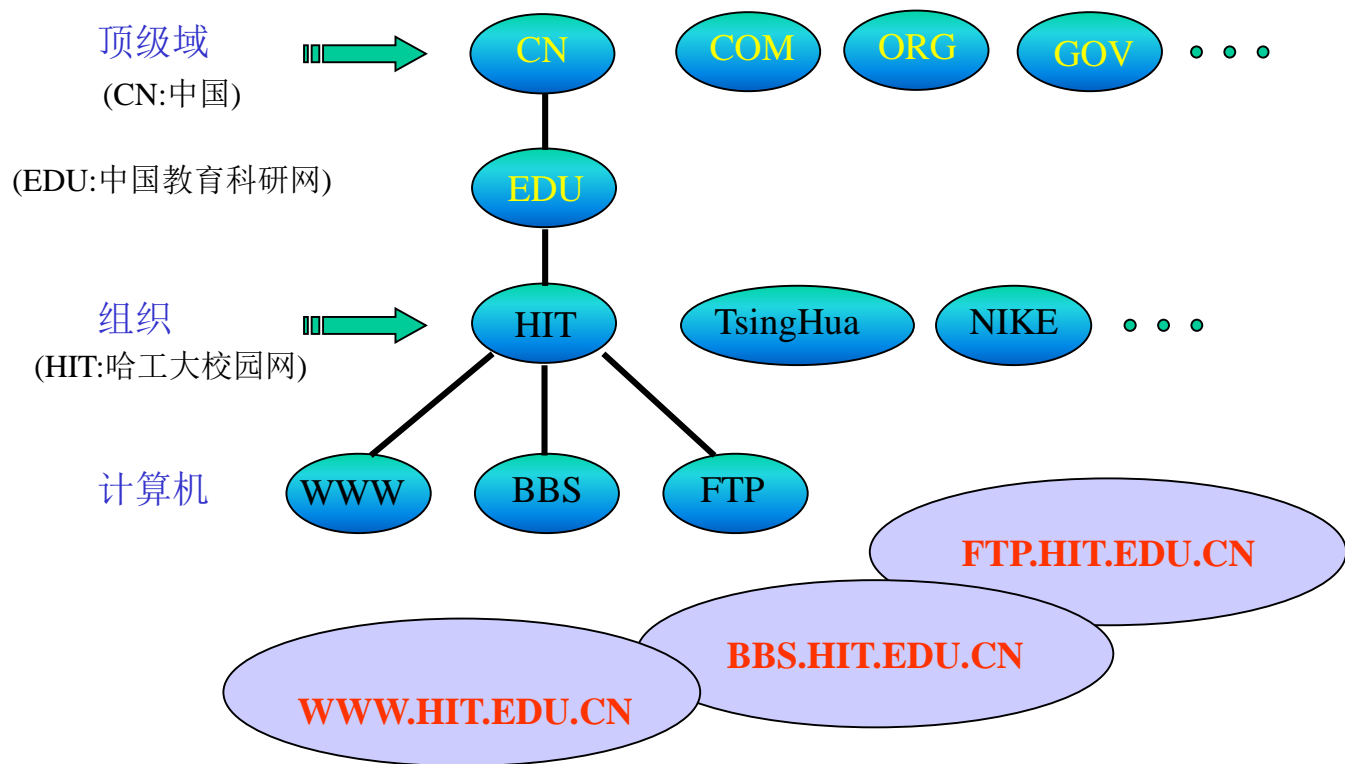 顶级域
CN
COM
ORG
GOV
(CN:中国)
(EDU:中国教育科研网)
EDU
组织
HIT
TsingHua
NIKE
(HIT:哈工大校园网)
计算机
WWW
BBS
FTP
FTP.HIT.EDU.CN
BBS.HIT.EDU.CN
WWW.HIT.EDU.CN